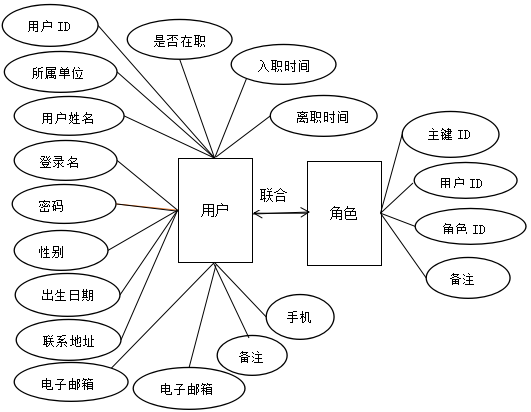 用户 ID
是否在职
入职时间
所属单位
离职时间
用户姓名
主键 ID
登录名
用户 ID
密码
用户
联合
角色
角色 ID
性别
备注
出生日期
手机
联系地址
备注
电子邮箱
电子邮箱